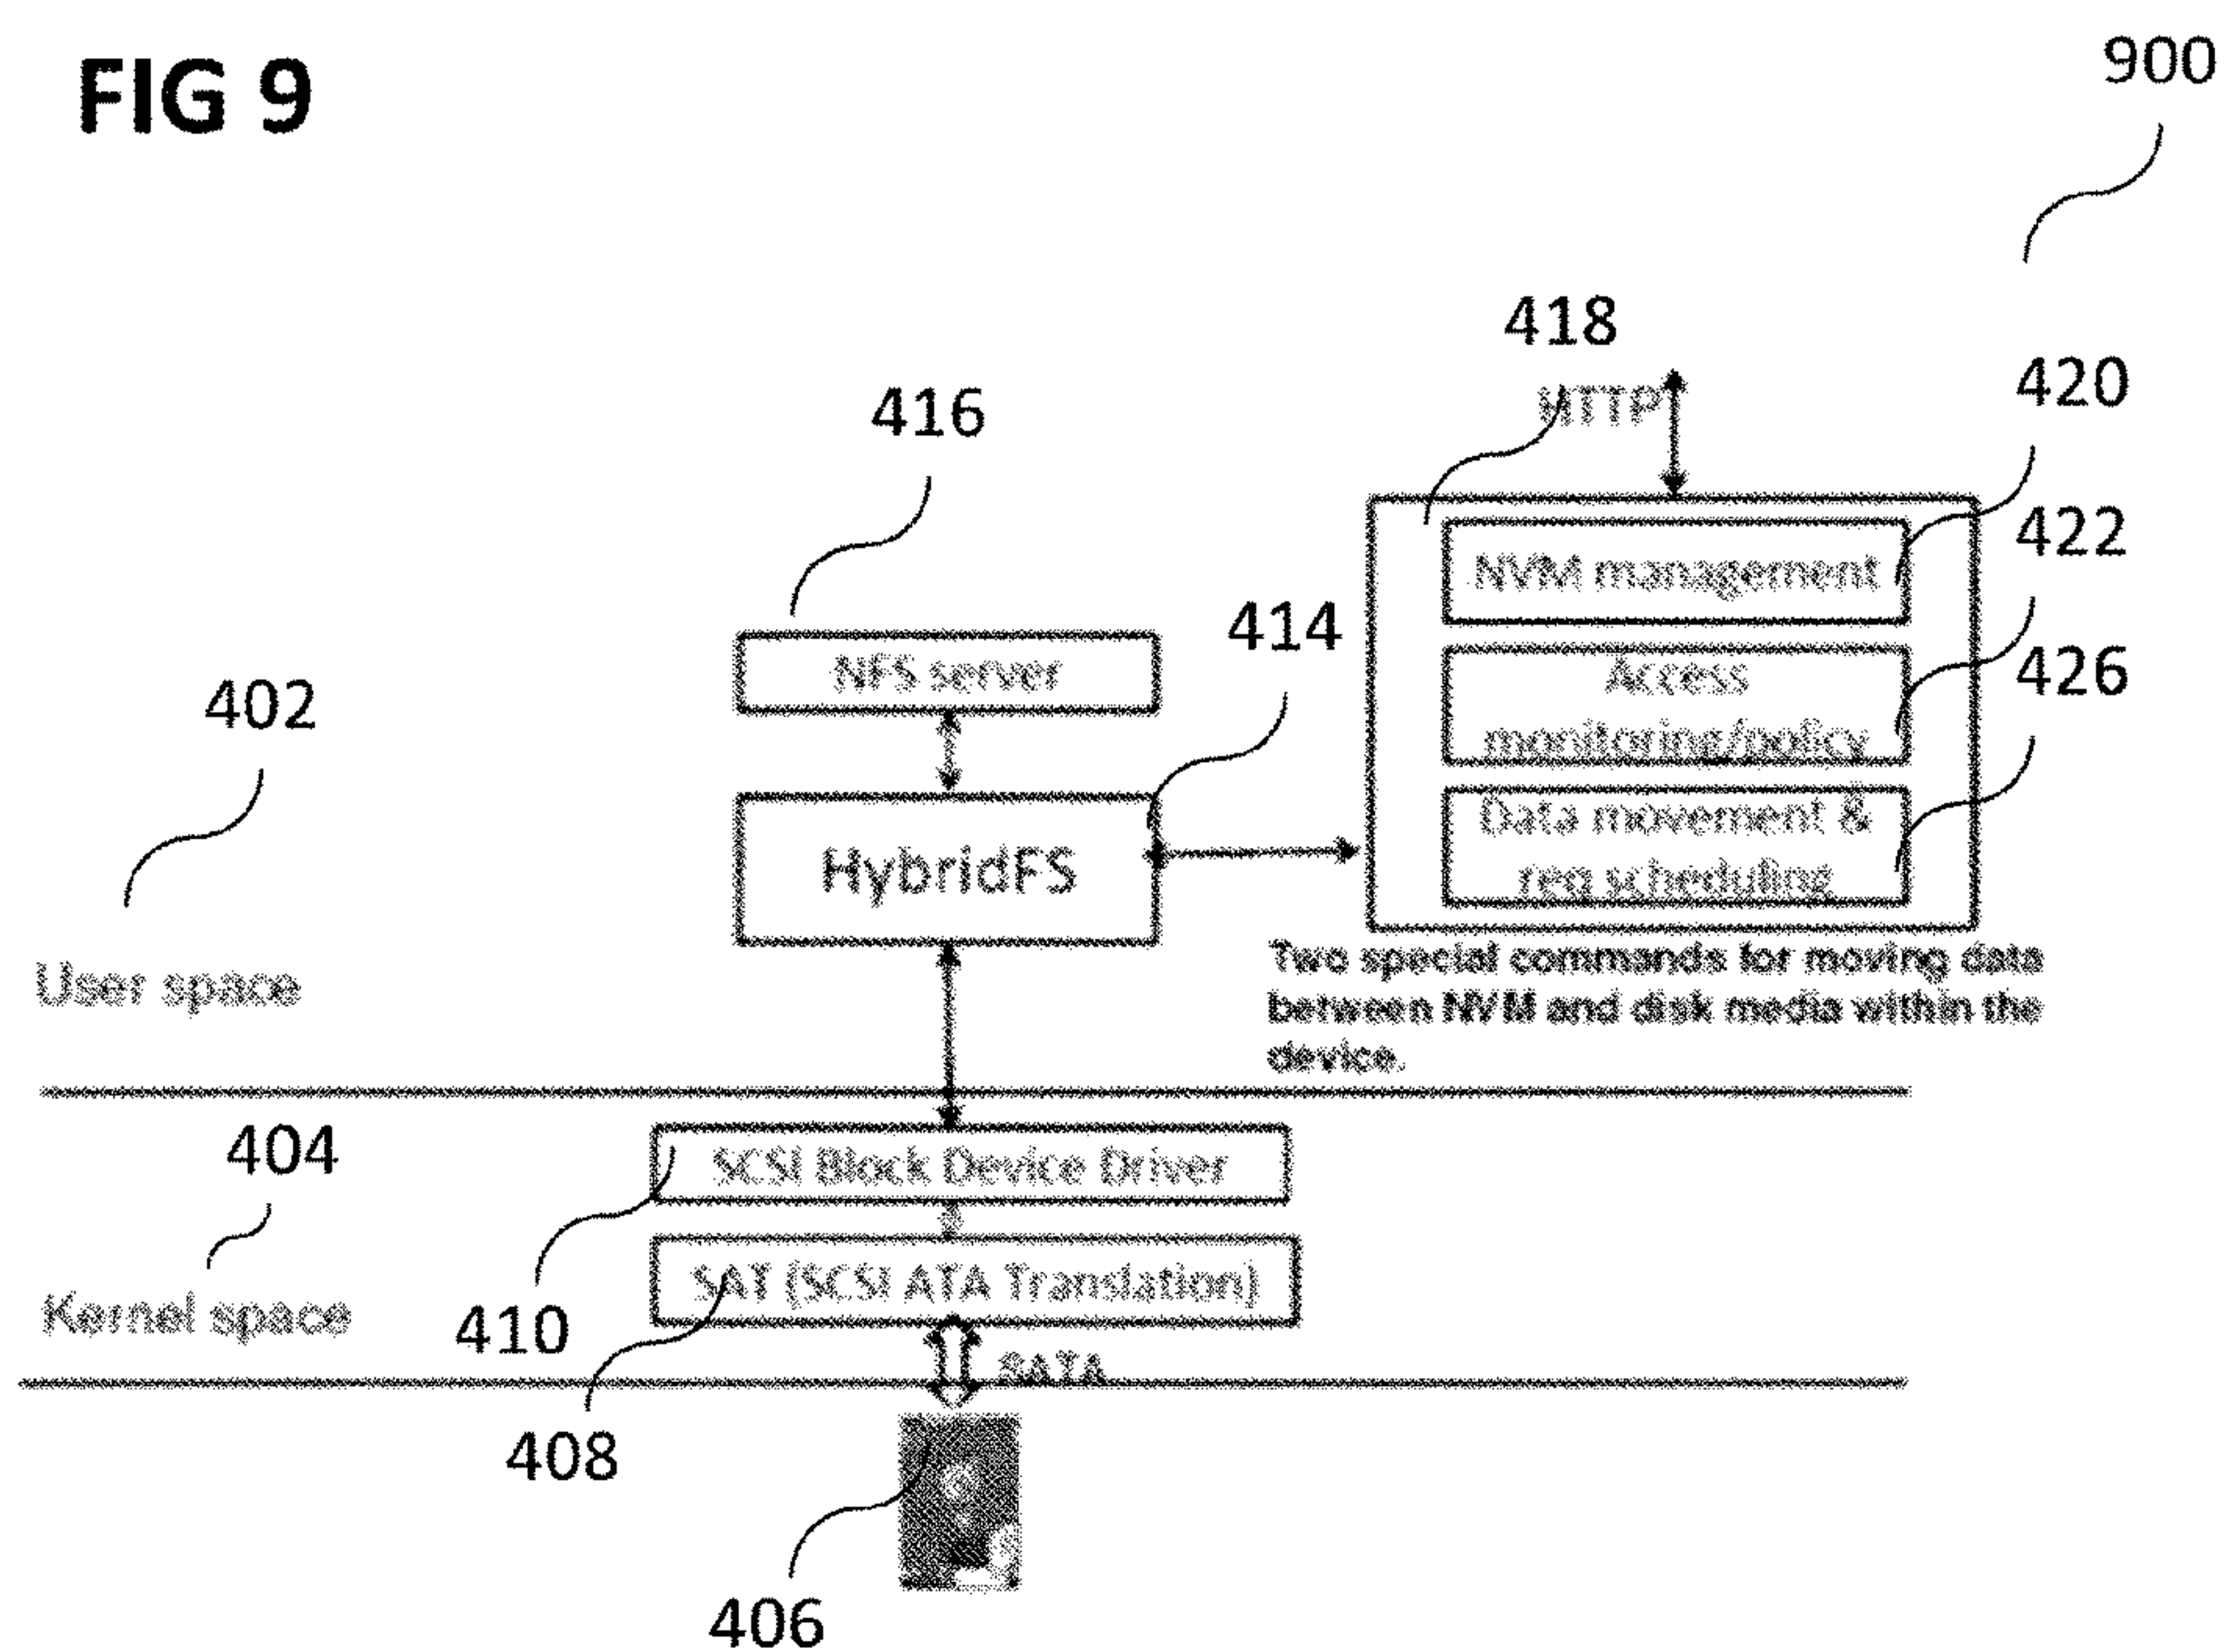 FIG 9
900
418
HTTP
420
416
422
NVM management
414
426
Access
monitoring/policy
NFS server
402
Data movement &
req scheduling
HybridFS
User space
Two special commands for moving data
between NVM and disk media within the
device.
404
SCSI Block Device Driver
SAT (SCSI ATA Translation)
Kernel space
410
SATA
408
406